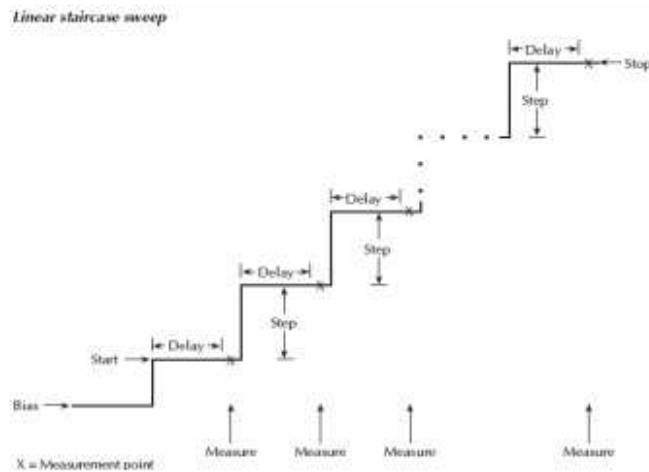 Linear staircase sweep
Delay
Stop
Step
Delay
Step
Delay
Step
Start
Delay
Bias
Measure
Measure
Measure
Measure
X = Measurement point